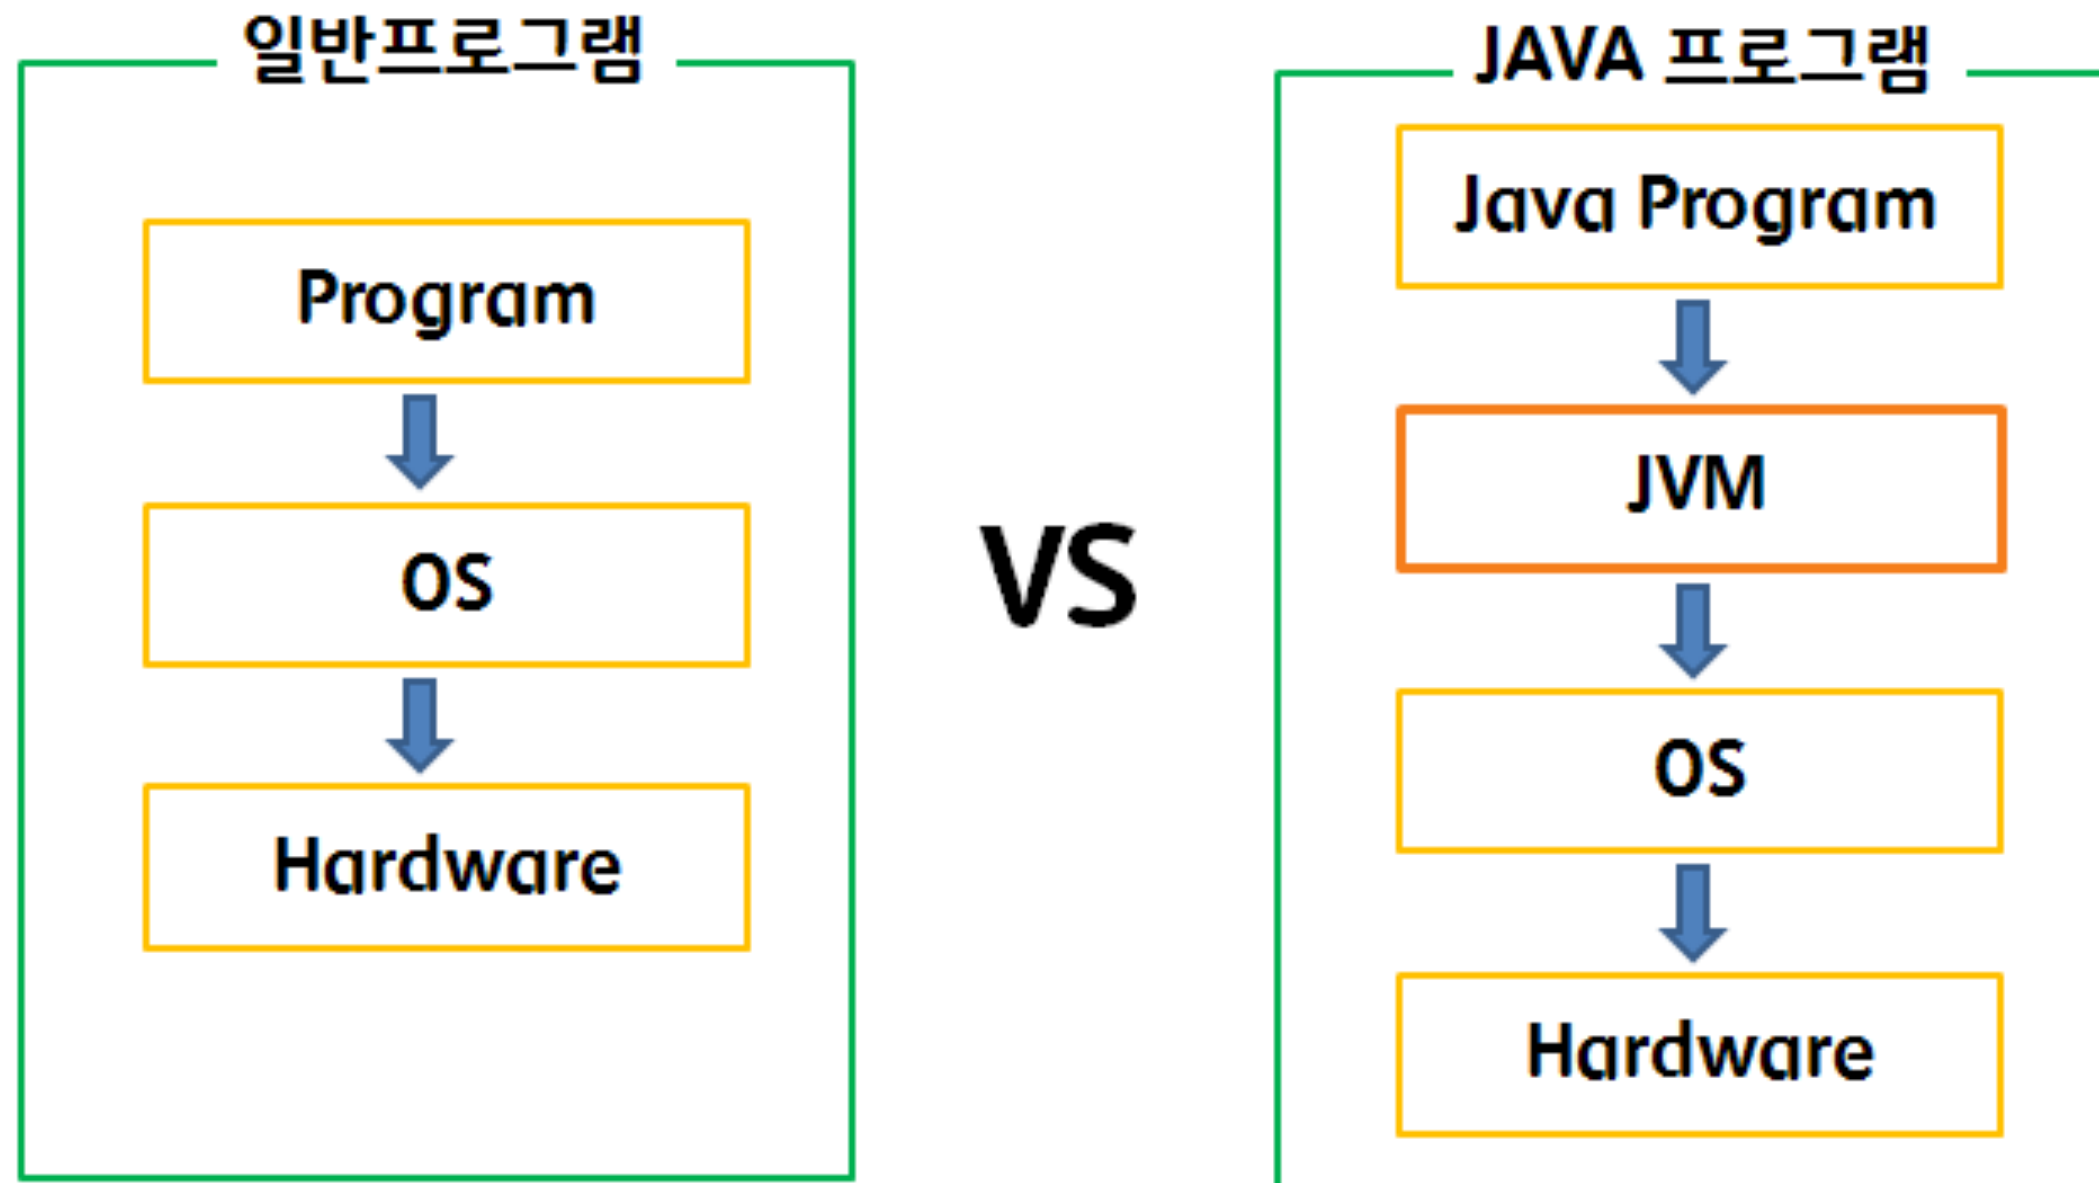 일반프로그램
Program
OS
Hardware
VS
JAVA 프로그램
Java Program
JVM
OS
Hardware